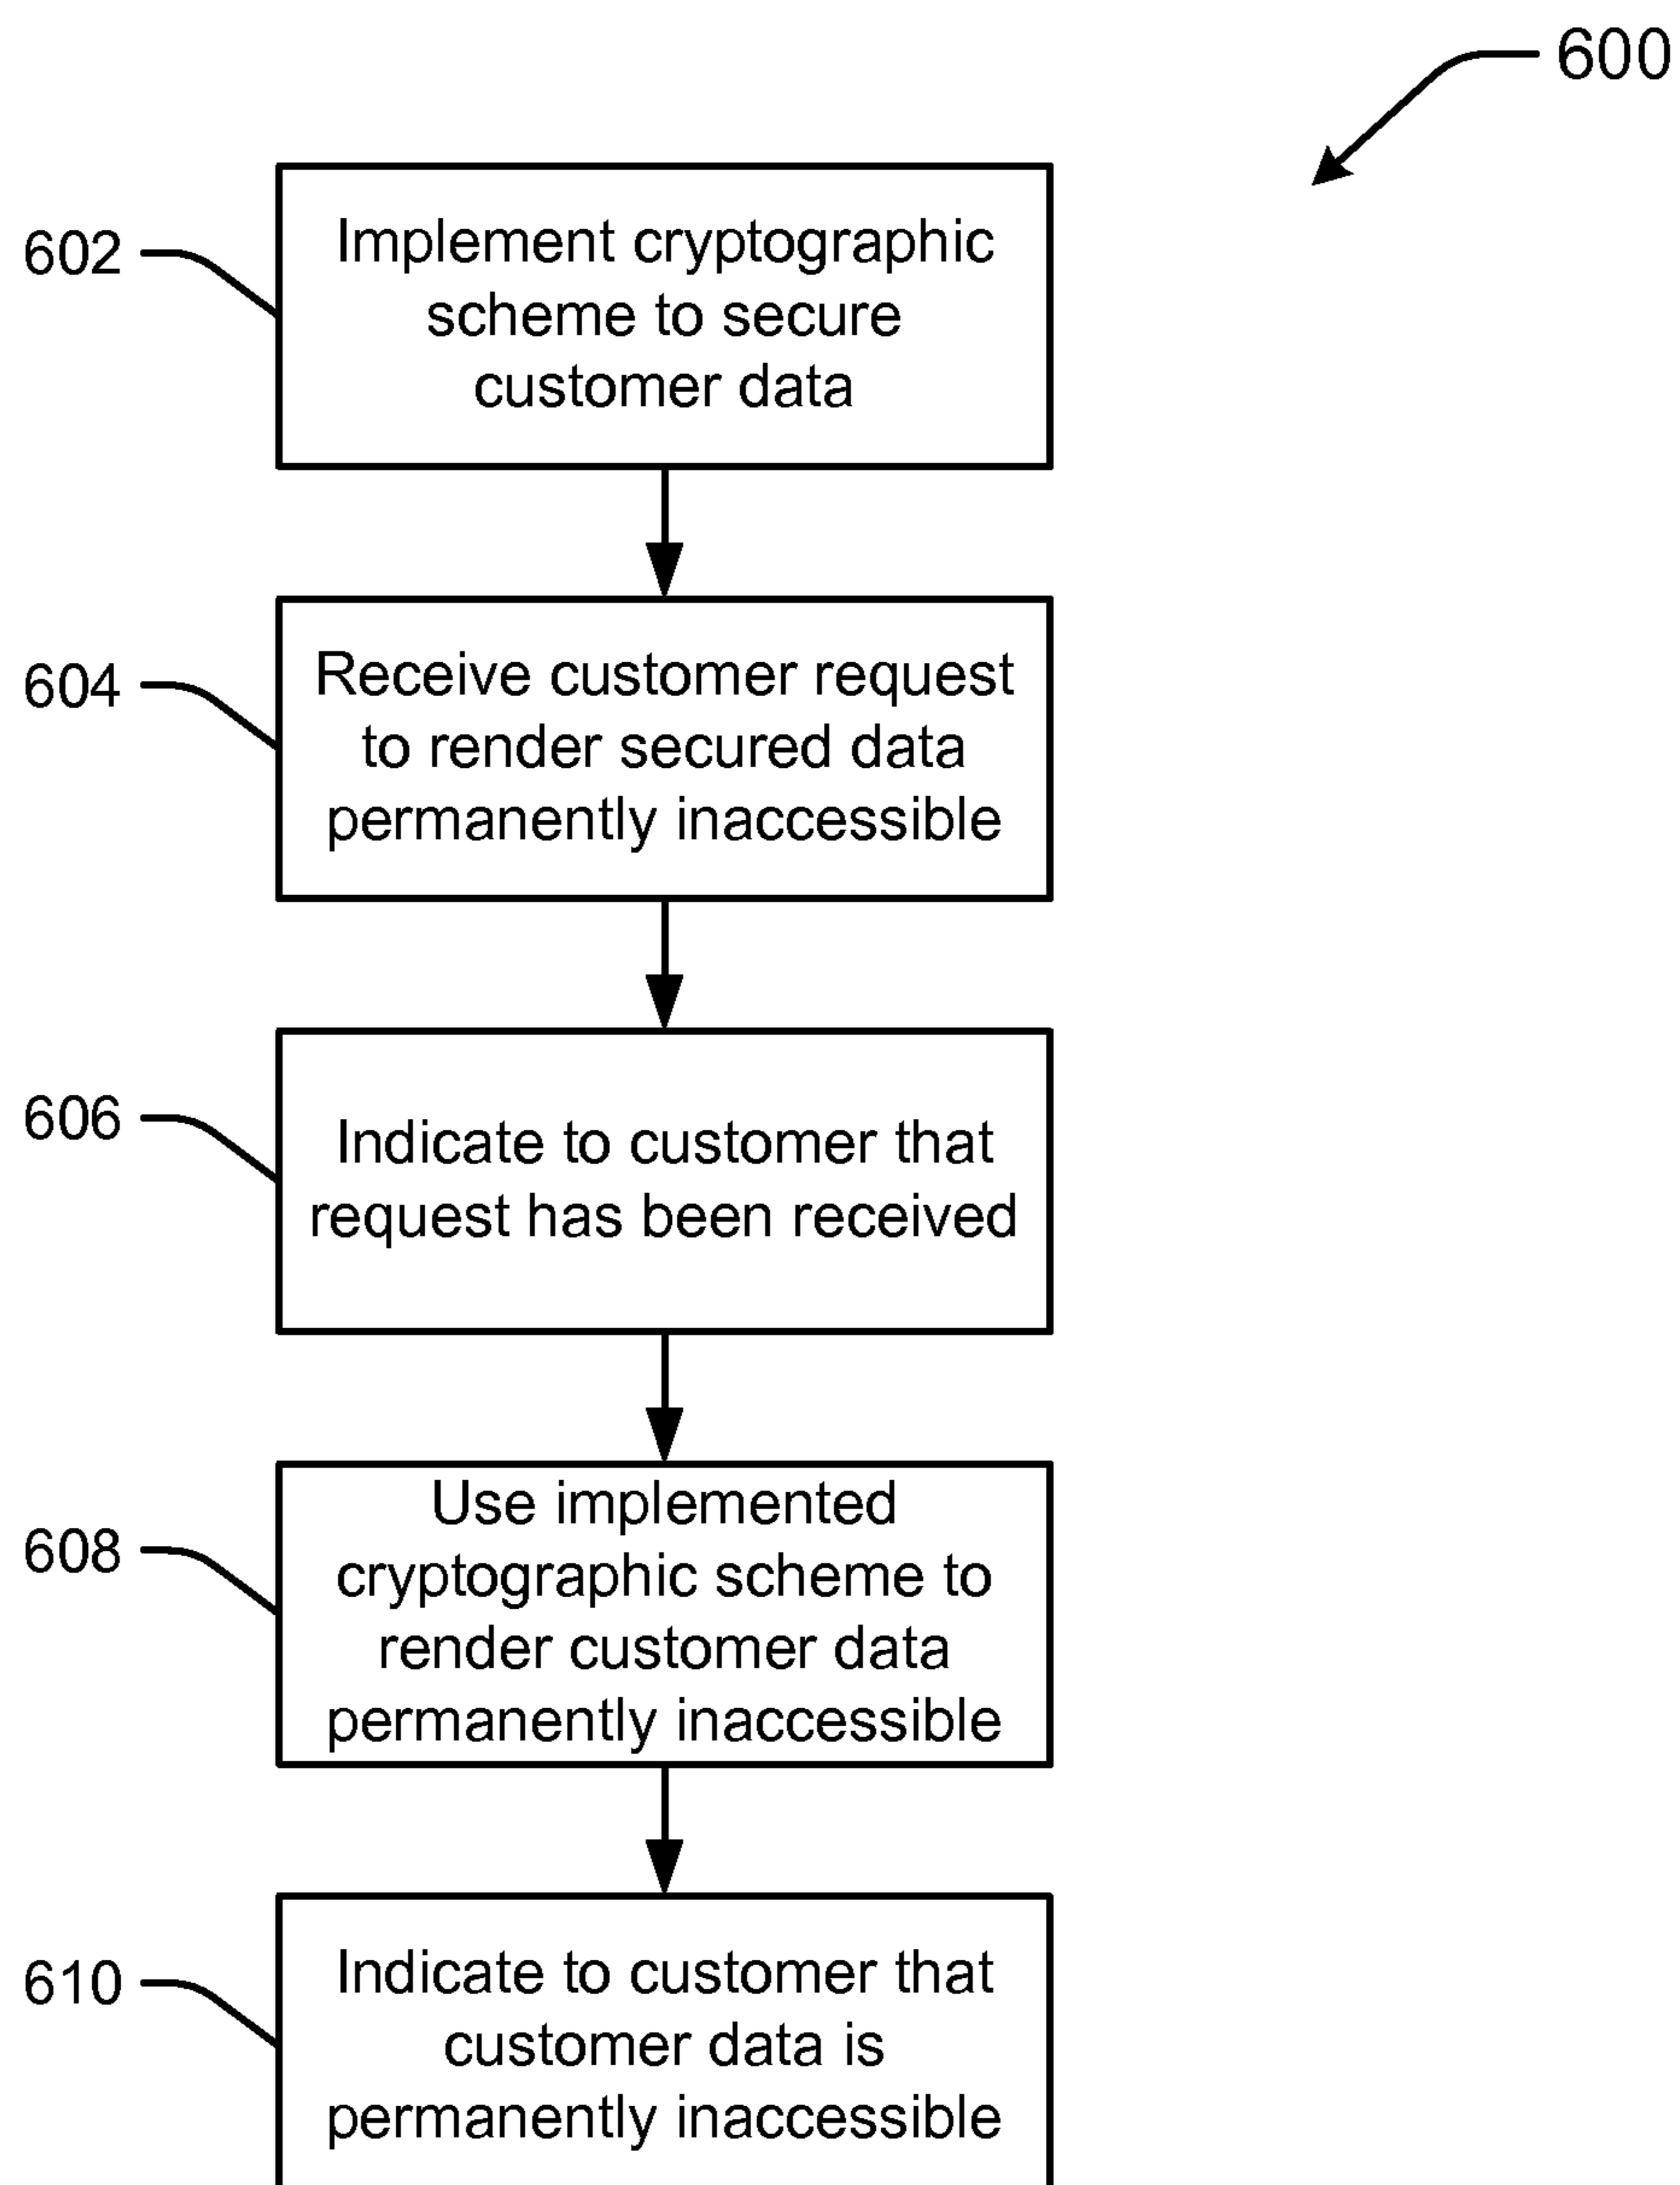 600
602
Implement cryptographic
scheme to secure
customer data
604
Receive customer request
to render secured data
permanently inaccessible
606
Indicate to customer that
request has been received
608
Use implemented
cryptographic scheme to
render customer data
permanently inaccessible
610
Indicate to customer that
customer data is
permanently inaccessible